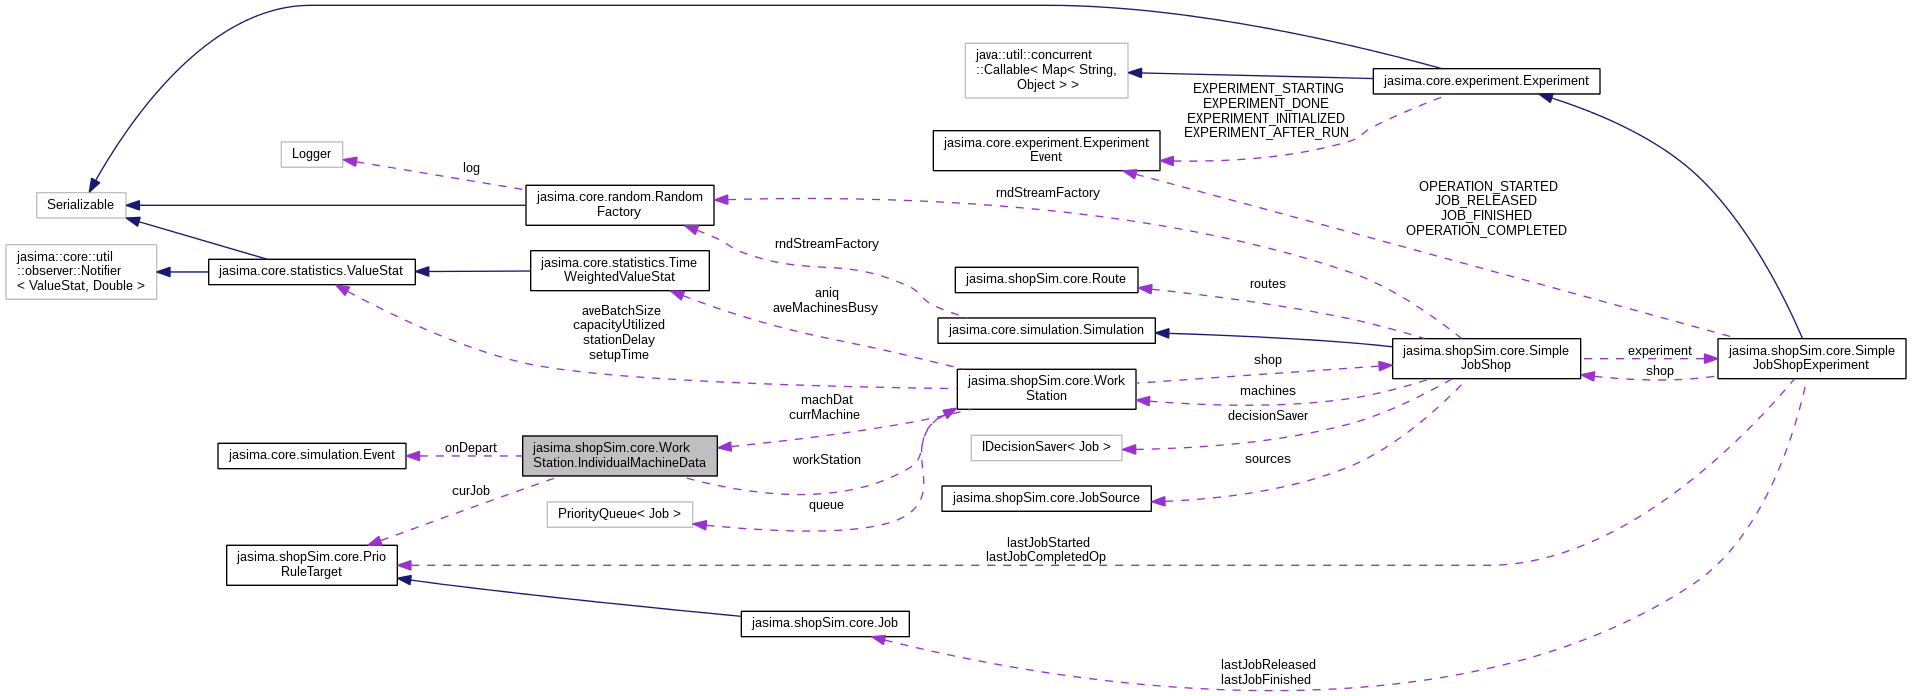 java::util::concurrent
::Callable< Map< String,
Object > >
jasima.core.experiment.Experiment
EXPERIMENT_STARTING
EXPERIMENT_DONE
EXPERIMENT_INITIALIZED
EXPERIMENT_AFTER_RUN
jasima.core.experiment.Experiment
Event
Logger
log
jasima.core.random.Random
Factory
Serializable
rndStreamFactory
OPERATION_STARTED
JOB_RELEASED
JOB_FINISHED
OPERATION_COMPLETED
jasima::core::util
::observer::Notifier
< ValueStat, Double >
jasima.core.statistics.ValueStat
jasima.core.statistics.Time
WeightedValueStat
rndStreamFactory
jasima.shopSim.core.Route
routes
aniq
aveMachinesBusy
aveBatchSize
capacityUtilized
stationDelay
setupTime
jasima.core.simulation.Simulation
jasima.shopSim.core.Simple
JobShop
experiment
shop
jasima.shopSim.core.Simple
JobShopExperiment
shop
jasima.shopSim.core.Work
Station
machines
decisionSaver
machDat
currMachine
IDecisionSaver< Job >
jasima.core.simulation.Event
onDepart
jasima.shopSim.core.Work
Station.IndividualMachineData
workStation
sources
curJob
queue
jasima.shopSim.core.JobSource
PriorityQueue< Job >
jasima.shopSim.core.Prio
RuleTarget
lastJobStarted
lastJobCompletedOp
jasima.shopSim.core.Job
lastJobReleased
lastJobFinished